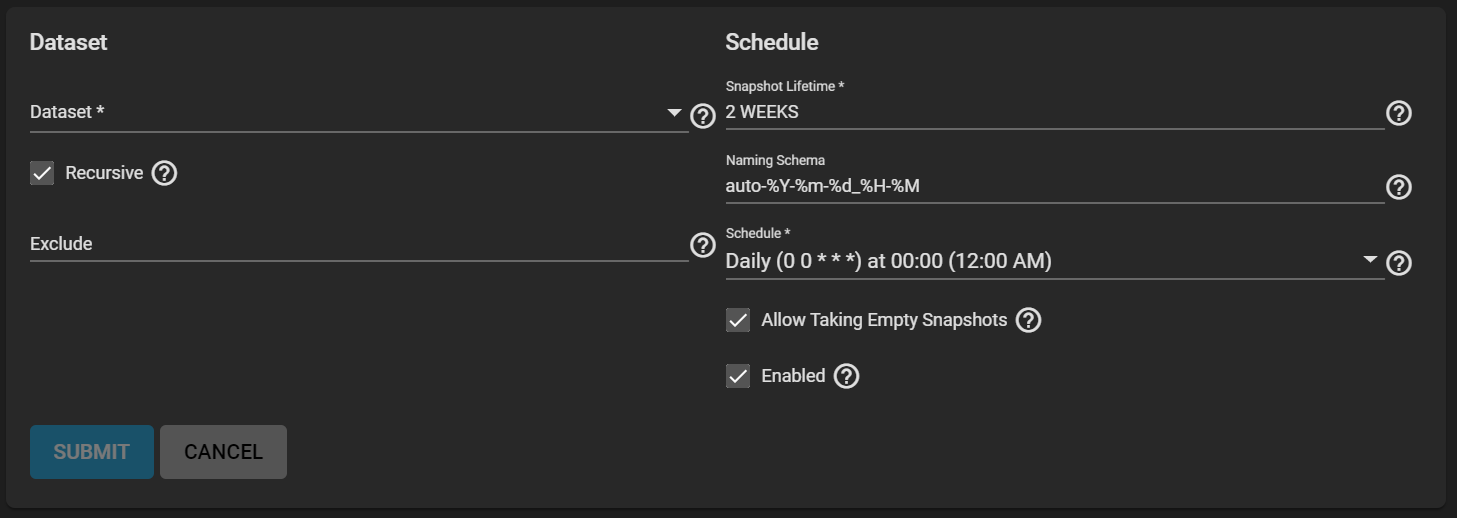 Dataset
Dataset *
Recursive
Exclude
Schedule
Snapshot Lifetime *
2 WEEKS
Naming Schema
auto-%Y-%m-%d_%H-%M
Schedule *
Daily (0 0 * * *) at 00:00 (12:00 AM)
Allow Taking Empty Snapshots
Enabled
SUBMIT CANCEL